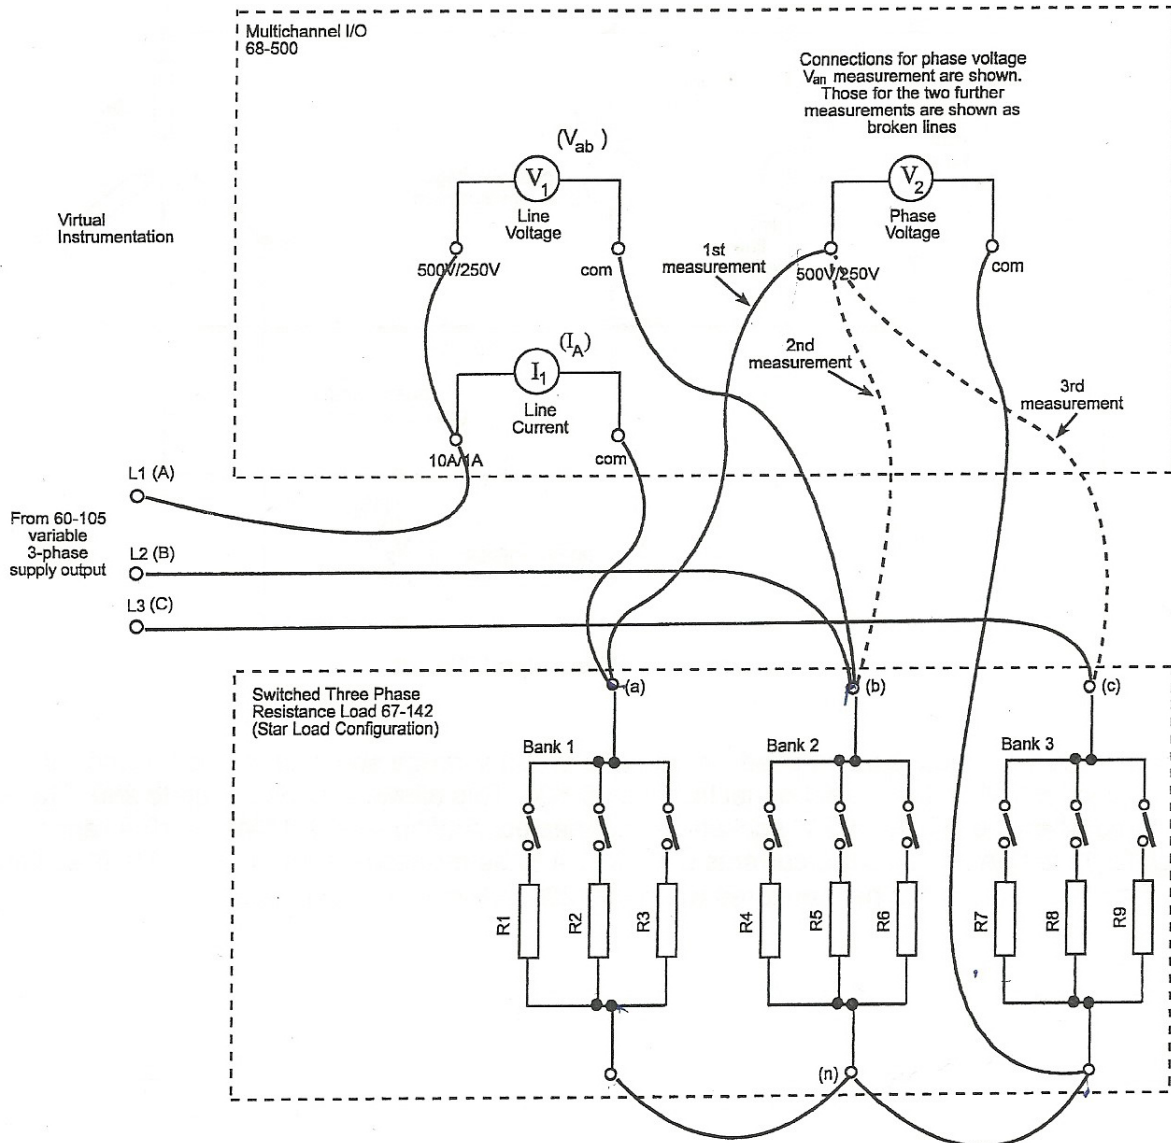 Multichannel I/O
68-500
Connections for phase voltage
Van measurement are shown.
Those for the two further
measurements are shown as
broken lines
(Vab)
V1
Line
Voltage
V2
Phase
Voltage
Virtual
Instrumentation
500V/250V
com
1st
measurement
500V/250V
com
(IA)
I1
Line
Current
2nd
measurement
3rd
measurement
10A/1A
com
L1 (A)
From 60-105
variable
3-phase
supply output
L2 (B)
L3 (C)
Switched Three Phase
Resistance Load 67-142
(Star Load Configuration)
(a)
(b)
(c)
Bank 1
Bank 2
Bank 3
R1
R2
R3
R4
R5
R6
R7
R8
R9
(n)